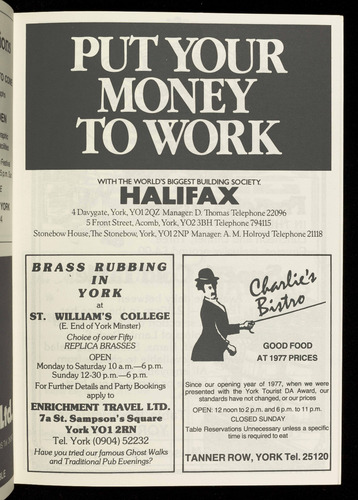 PUT YOUR
MONEY
TO WORK
WITH THE WORLD'S BIGGEST BUILDING SOCIETY.
HALIFAX
4 Davygate, York, YO1 2QZ Manager: D. Thomas Telephone 22096
5 Front Street, Acomb, York, YO2 3BH Telephone 794115
Stonebow House, The Stonebow, York, YO1 2NP Manager: A. M. Holroyd Telephone 21118
BRASS RUBBING
IN
YORK
at
ST. WILLIAM'S COLLEGE
(E. End of York Minster)
Choice of over Fifty
REPLICA BRASSES
OPEN
Monday to Saturday 10 a.m.—6 p.m.
Sunday 12-30 p.m.—6 p.m.
For Further Details and Party Bookings
apply to
ENRICHMENT TRAVEL LTD.
7a St. Sampson's Square
York YO1 2RN
Tel. York (0904) 52232
Have you tried our famous Ghost Walks
and Traditional Pub Evenings?
Charlie's
Bistro
GOOD FOOD
AT 1977 PRICES
Since our opening year of 1977, when we were
presented with the York Tourist DA Award, our
standards have not changed, or our prices
OPEN: 12 noon to 2 p.m. and 6 p.m. to 11 p.m.
CLOSED SUNDAY
Table Reservations Unnecessary unless a specific
time is required to eat
TANNER ROW, YORK Tel. 25120